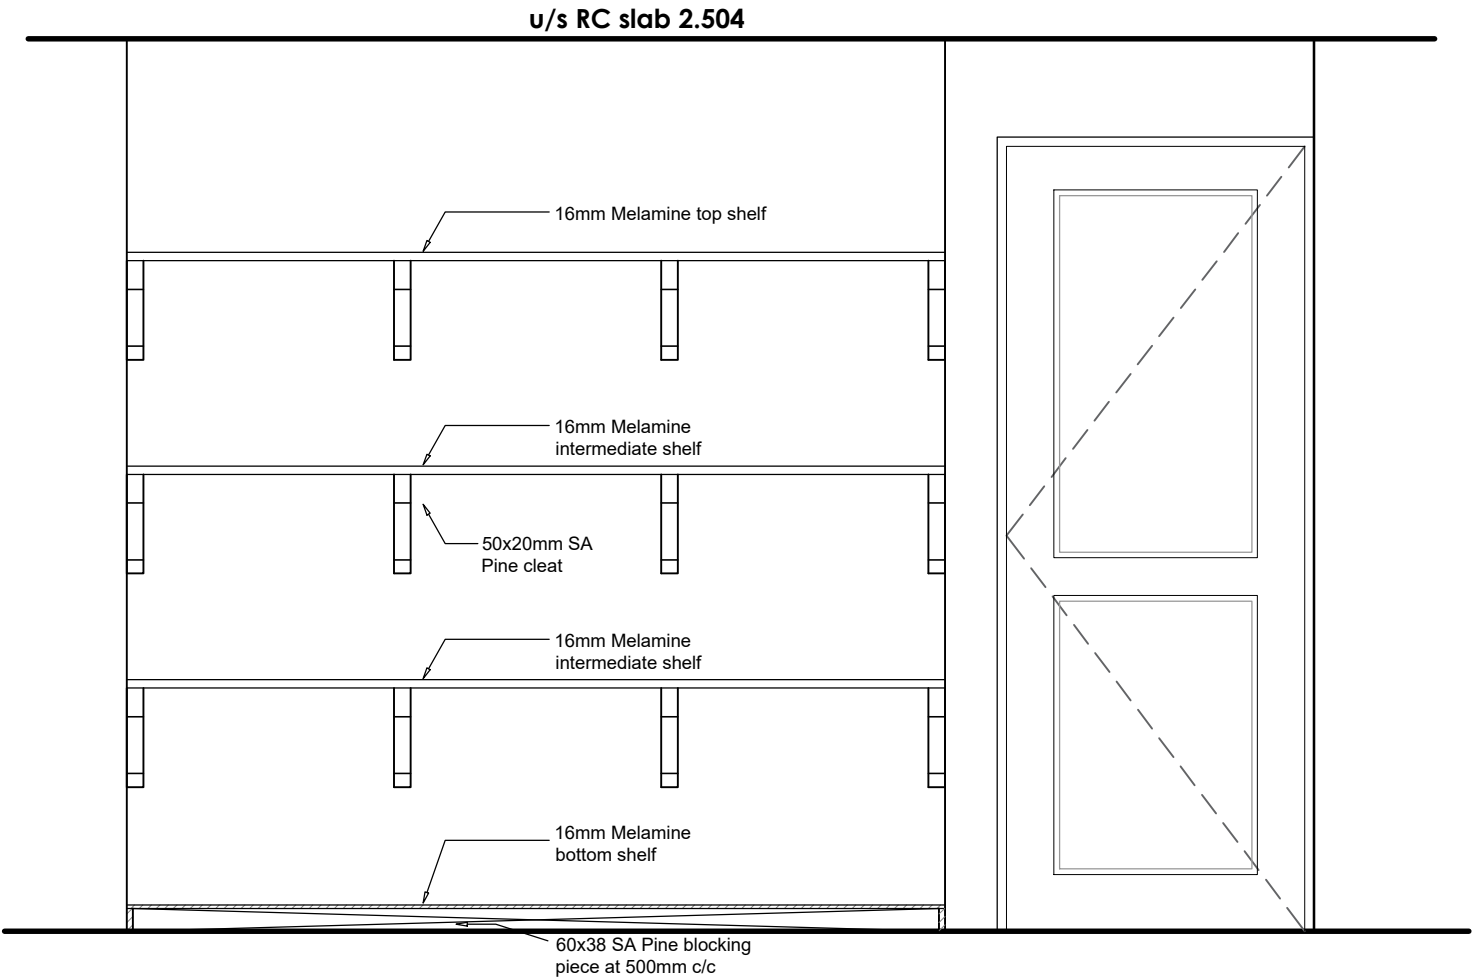 u/s RC slab 2.504
16mm Melamine top shelf
16mm Melamine
intermediate shelf
50x20mm SA
Pine cleat
16mm Melamine
intermediate shelf
16mm Melamine
bottom shelf
60x38 SA Pine blocking
piece at 500mm c/c